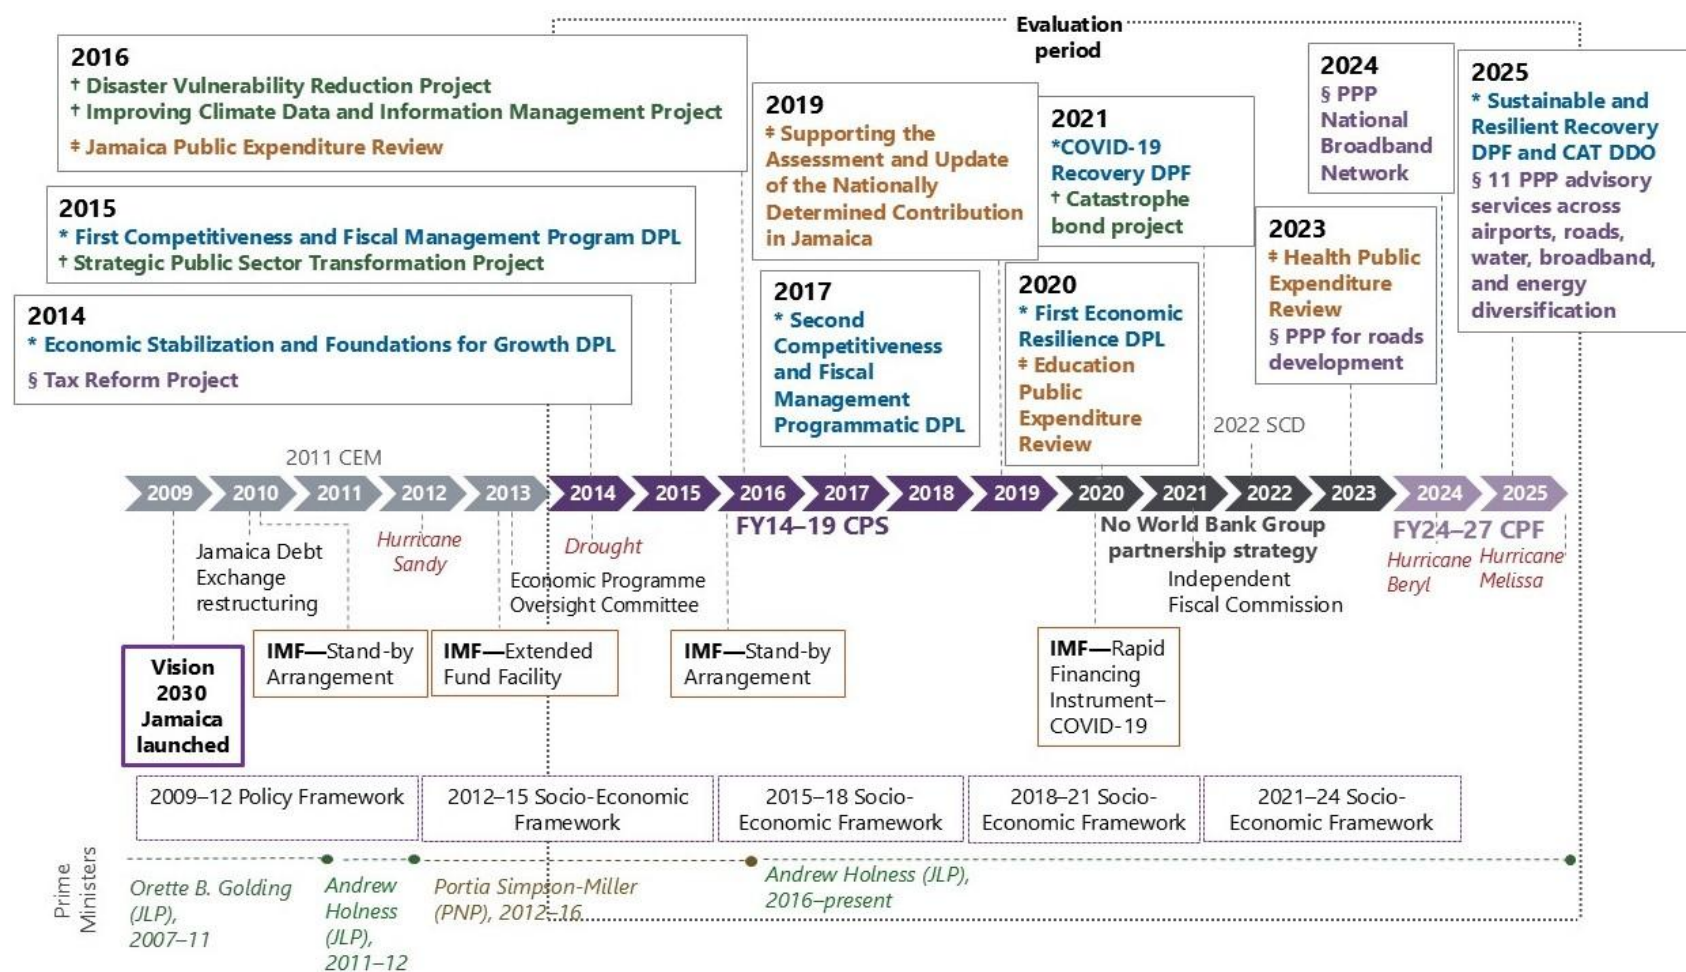 Evaluation
period
2016
† Disaster Vulnerability Reduction Project
† Improving Climate Data and Information Management Project
‡ Jamaica Public Expenditure Review
2015
* First Competitiveness and Fiscal Management Program DPL
† Strategic Public Sector Transformation Project
2014
* Economic Stabilization and Foundations for Growth DPL
§ Tax Reform Project
2019
‡ Supporting the
Assessment and Update
of the Nationally
Determined Contribution
in Jamaica
2017
* Second
Competitiveness
and Fiscal
Management
Programmatic DPL
2021
*COVID-19
Recovery DPF
† Catastrophe
bond project
2020
* First Economic
Resilience DPL
‡ Education
Public
Expenditure
Review
2024
§ PPP
National
Broadband
Network
2023
‡ Health Public
Expenditure
Review
§ PPP for roads
development
2025
* Sustainable and
Resilient Recovery
DPF and CAT DDO
§ 11 PPP advisory
services across
airports, roads,
water, broadband,
and energy
diversification
2011 CEM
2022 SCD
2009 2010 2011 2012 2013 2014 2015 2016 2017 2018 2019 2020 2021 2022 2023 2024 2025
FY14–19 CPS
No World Bank Group
partnership strategy
FY24–27 CPF
Jamaica Debt
Exchange
restructuring
Hurricane
Sandy
Drought
Economic Programme
Oversight Committee
Independent
Fiscal Commission
Hurricane
Beryl
Hurricane
Melissa
Vision
2030
Jamaica
launched
IMF—Stand-by
Arrangement
IMF—Extended
Fund Facility
IMF—Stand-by
Arrangement
IMF—Rapid
Financing
Instrument–
COVID-19
2009–12 Policy Framework
2012–15 Socio-Economic
Framework
2015–18 Socio-
Economic Framework
2018–21 Socio-
Economic Framework
2021–24 Socio-
Economic Framework
Prime
Ministers
Orette B. Golding
(JLP),
2007–11
Andrew
Holness
(JLP),
2011–12
Portia Simpson-Miller
(PNP), 2012–16
Andrew Holness (JLP),
2016–present